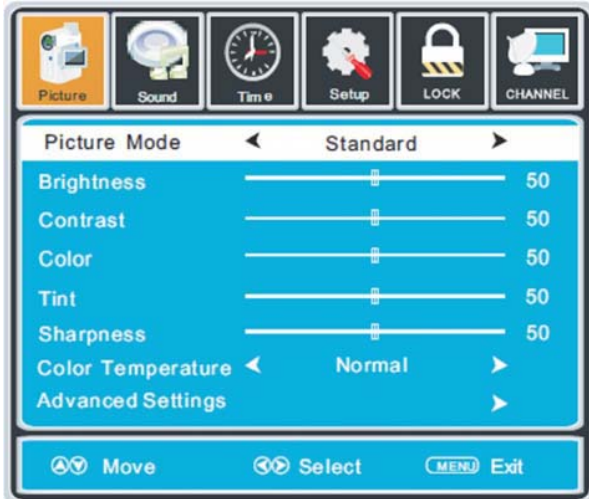 Picture Sound Time Setup LOCK CHANNEL
Picture Mode Standard
Brightness 50
Contrast 50
Color 50
Tint 50
Sharpness 50
Color Temperature Normal
Advanced Settings
Move Select MENU Exit